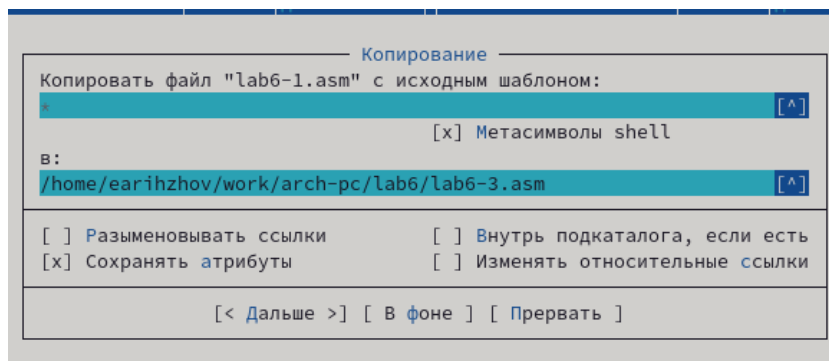 Копирование
Копировать файл "lab6-1.asm" с исходным шаблоном:
* [^]
[x] Метасимволы shell
в:
/home/earihzhov/work/arch-pc/lab6/lab6-3.asm [^]
[ ] Разыменовывать ссылки [ ] Внутрь подкаталога, если есть
[x] Сохранять атрибуты [ ] Изменять относительные ссылки
[< Дальше >] [ В фоне ] [ Прервать ]